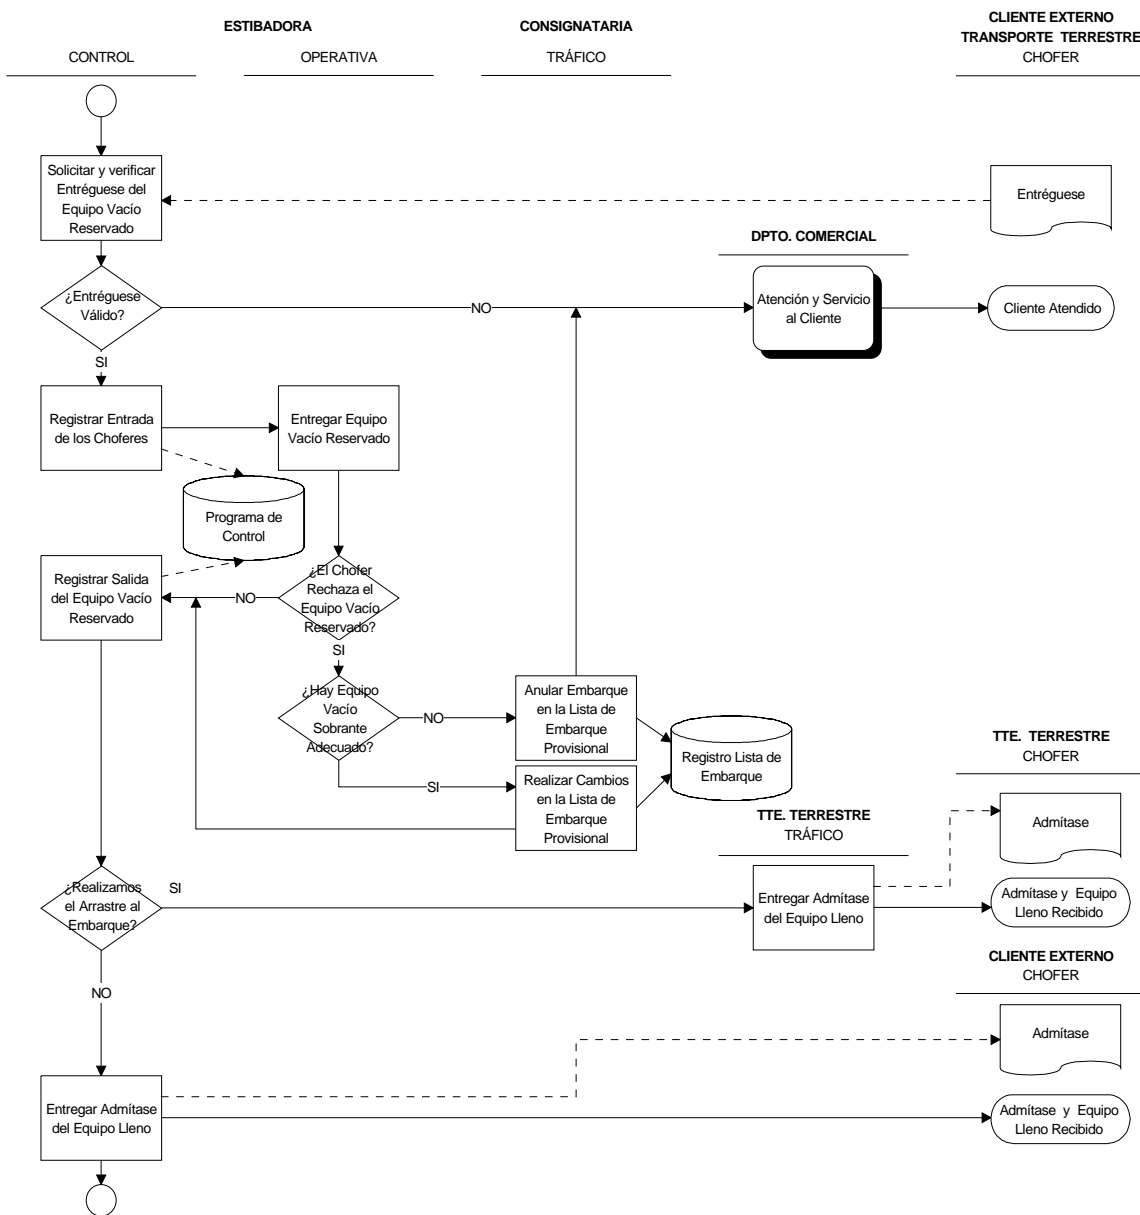 ESTIBADORA
CONSIGNATARIA
CLIENTE EXTERNO
TRANSPORTE TERRESTRE
CONTROL
OPERATIVA
TRÁFICO
CHOFER
Solicitar y verificar
Entréguese del
Equipo Vacío
Reservado
Entréguese
DPTO. COMERCIAL
¿Entréguese
Válido?
NO
Atención y Servicio
al Cliente
Cliente Atendido
SI
Registrar Entrada
de los Choferes
Entregar Equipo
Vacío Reservado
Programa de
Control
Registrar Salida
del Equipo Vacío
Reservado
NO
¿El Chofer
Rechaza el
Equipo Vacío
Reservado?
SI
¿Hay Equipo
Vacío
Sobrante
Adecuado?
NO
Anular Embarque
en la Lista de
Embarque
Provisional
Registro Lista de
Embarque
SI
Realizar Cambios
en la Lista de
Embarque
Provisional
TTE. TERRESTRE
CHOFER
TTE. TERRESTRE
TRÁFICO
Admítase
¿Realizamos
el Arrastre al
Embarque?
SI
Entregar Admítase
del Equipo Lleno
Admítase y Equipo
Lleno Recibido
CLIENTE EXTERNO
CHOFER
NO
Admítase
Entregar Admítase
del Equipo Lleno
Admítase y Equipo
Lleno Recibido